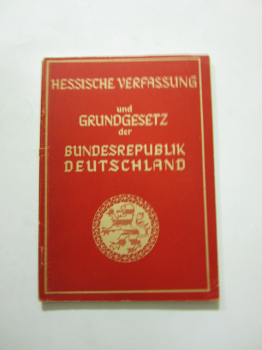 HESSISCHE VERFASSUNG
und
GRUNDGESETZ
der
BUNDESREPUBLIK
DEUTSCHLAND